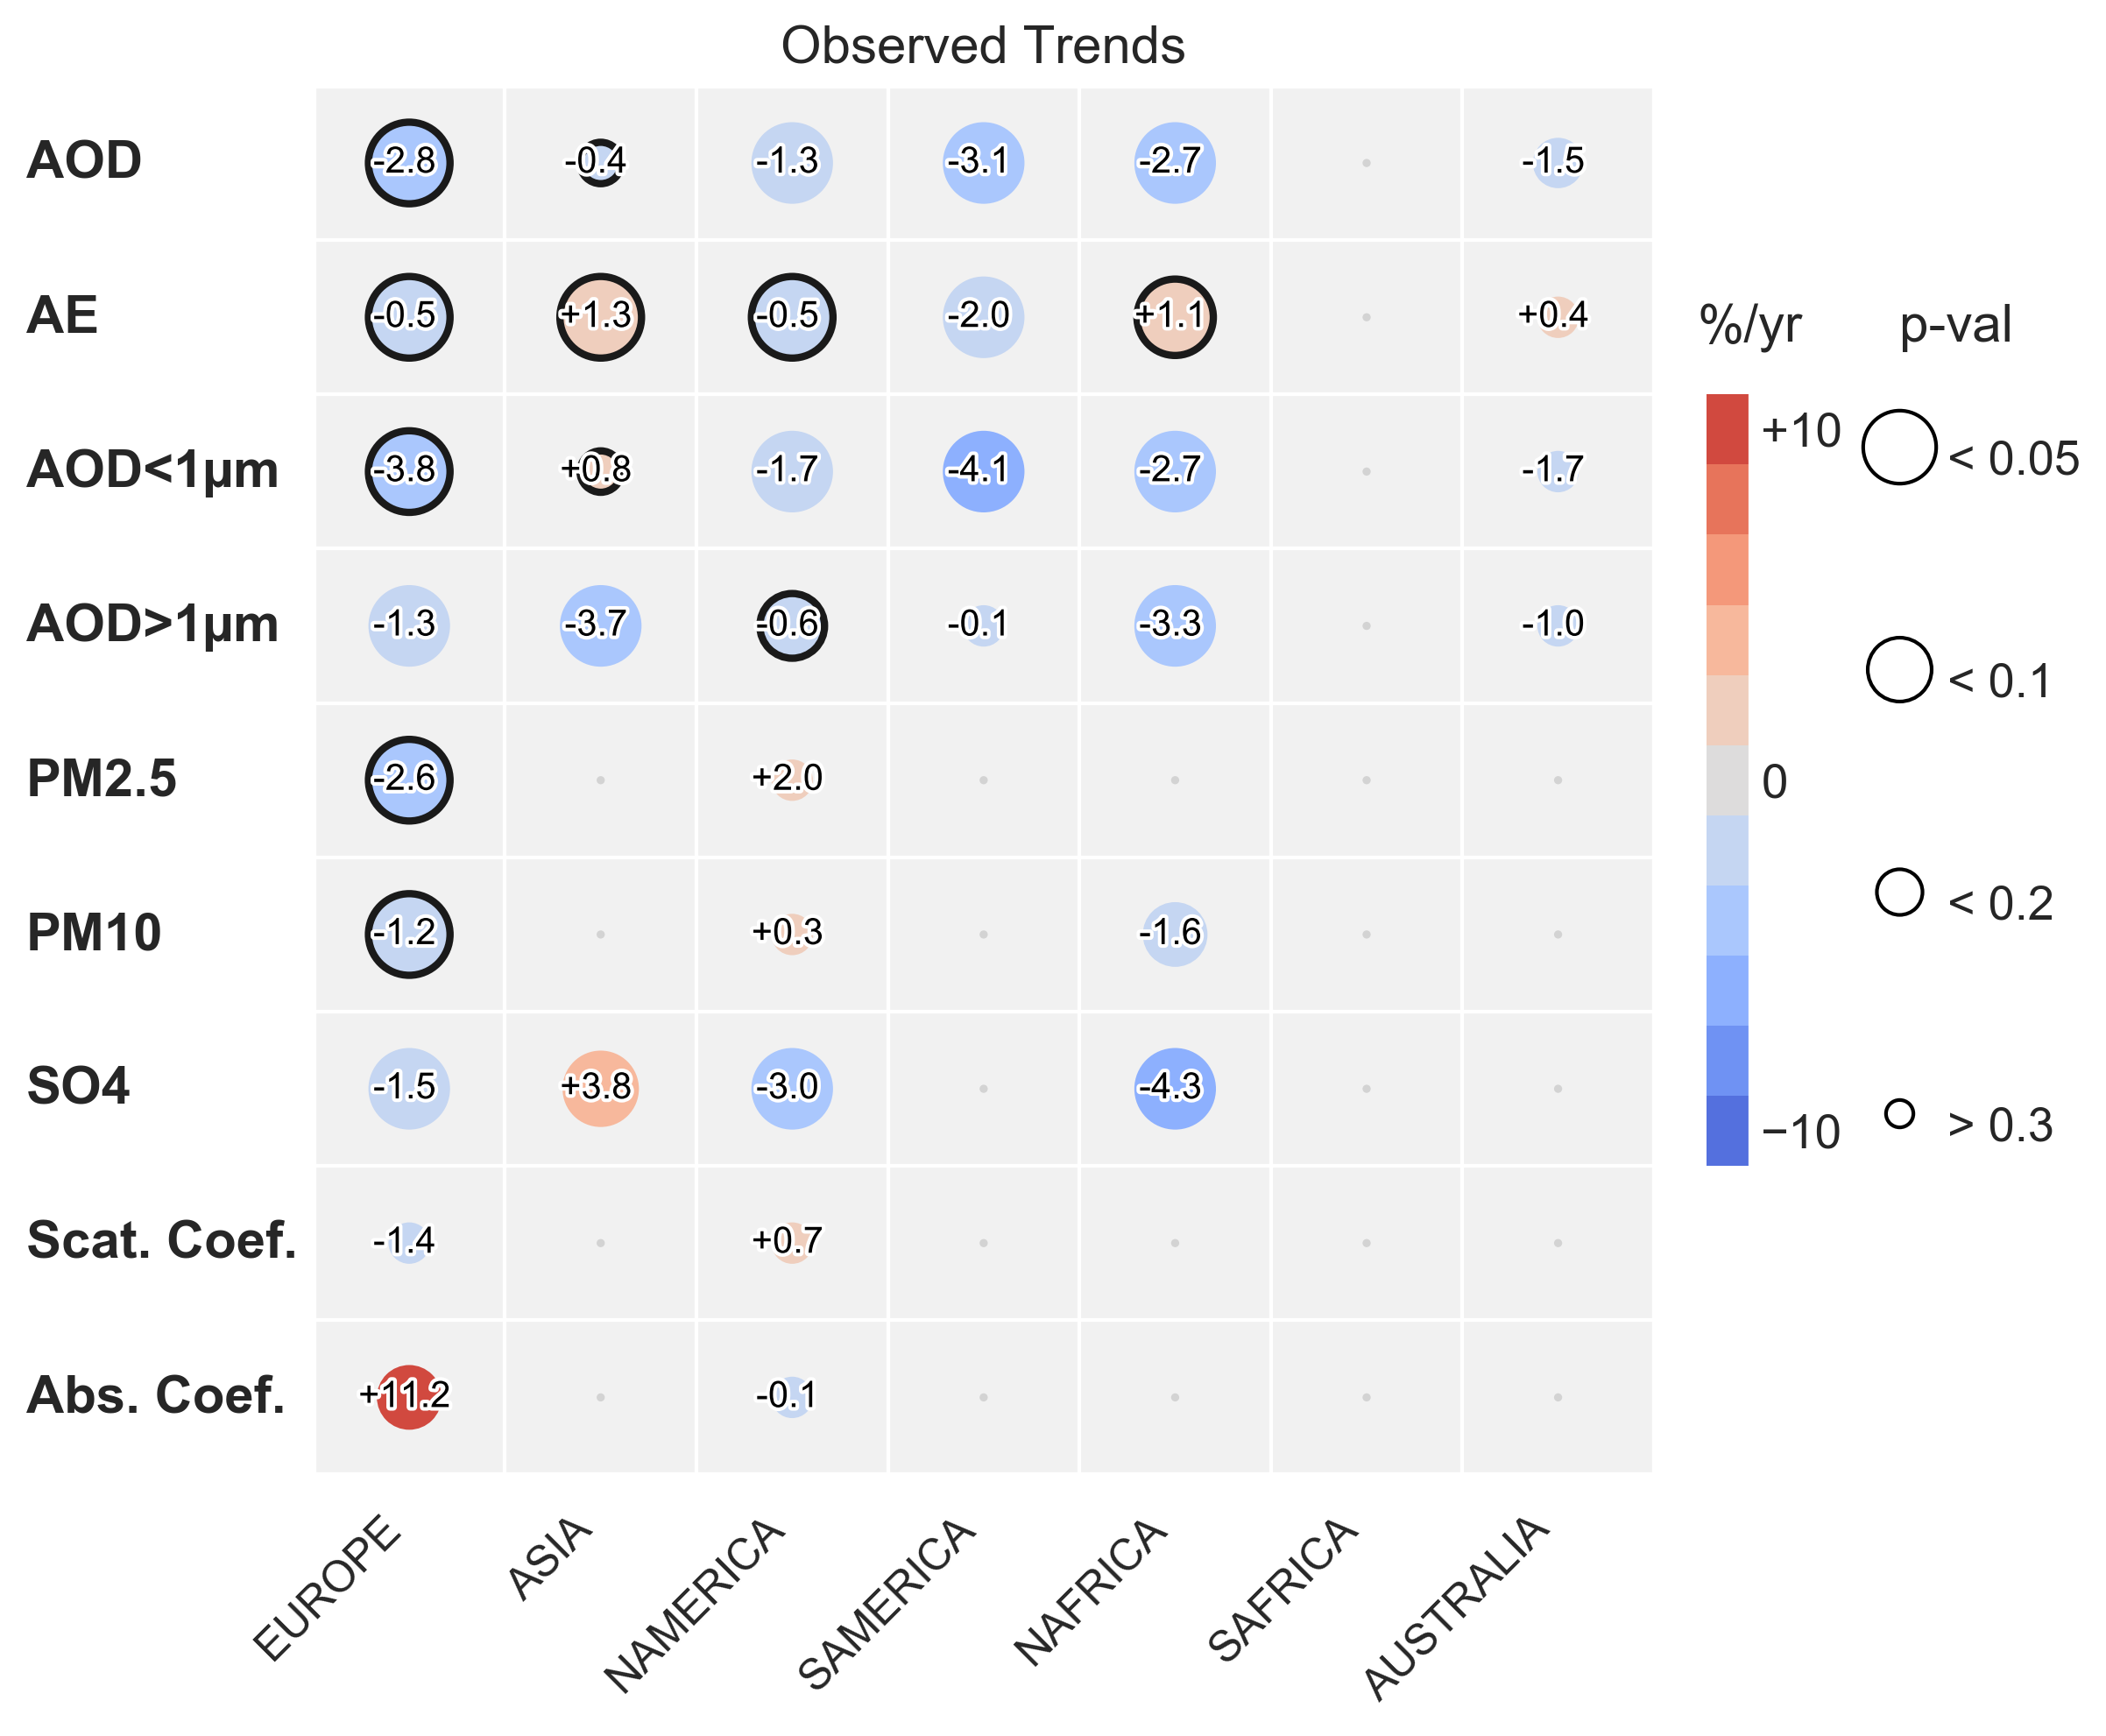 Observed Trends
AOD -2.8 -0.4 -1.3 -3.1 -2.7 -1.5
AE -0.5 +1.3 -0.5 -2.0 +1.1 +0.4
%/yr p-val
AOD<1µm -3.8 +0.8 -1.7 -4.1 -2.7 -1.7
+10 < 0.05
AOD>1µm -1.3 -3.7 -0.6 -0.1 -3.3 -1.0
< 0.1
PM2.5 -2.6 +2.0
0
PM10 -1.2 +0.3 -1.6
< 0.2
SO4 -1.5 +3.8 -3.0 -4.3
−10 > 0.3
Scat. Coef. -1.4 +0.7
Abs. Coef. +11.2 -0.1
EUROPE ASIA NAMERICA SAMERICA NAFRICA SAFRICA AUSTRALIA